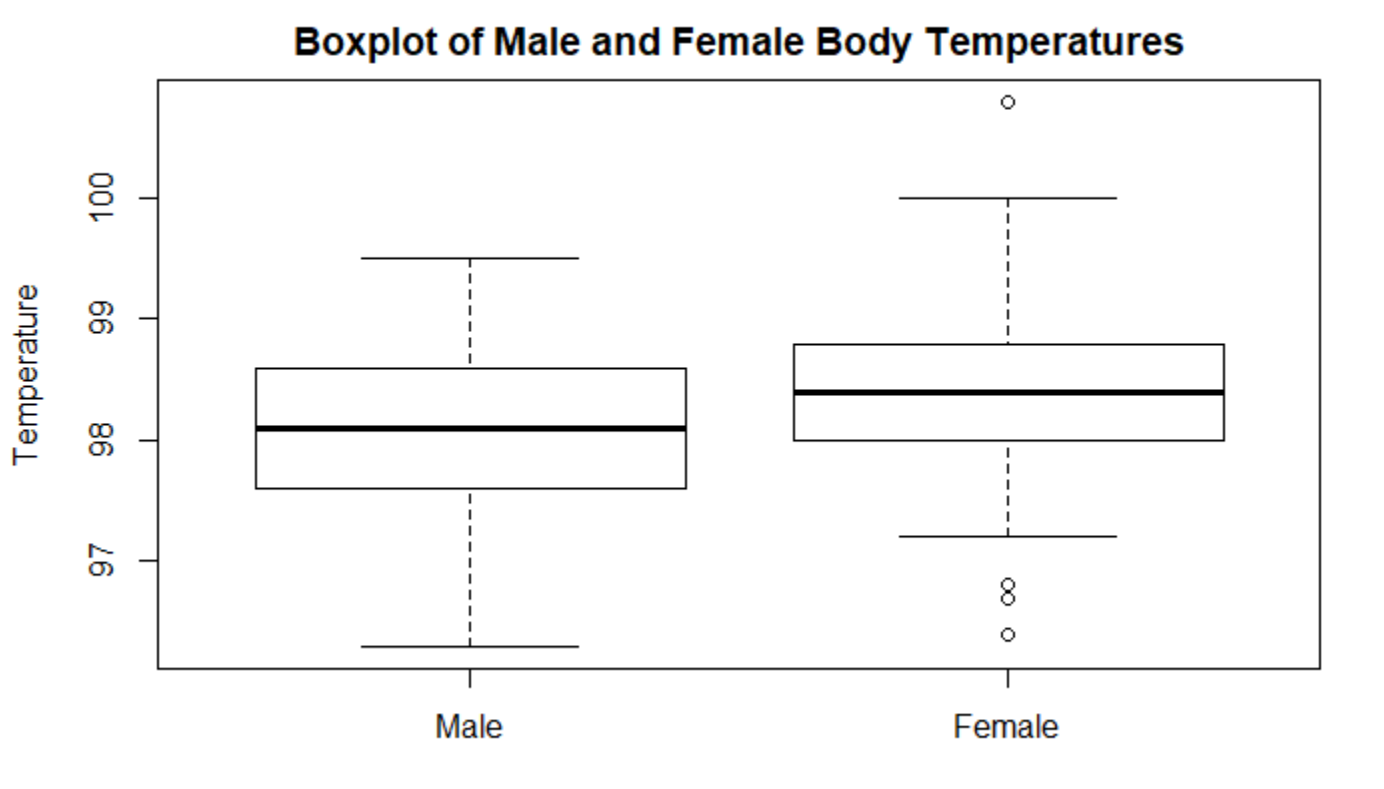 Boxplot of Male and Female Body Temperatures
Temperature
100
99
98
97
Male
Female